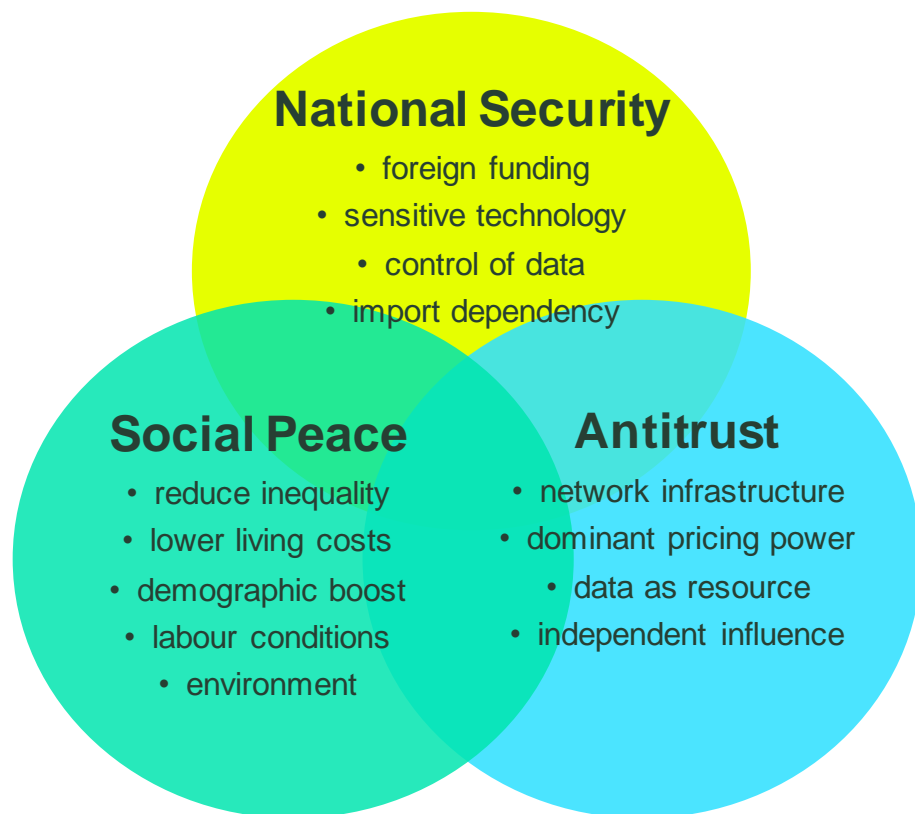 National Security
• foreign funding
• sensitive technology
• control of data
• import dependency
Social Peace
• reduce inequality
• lower living costs
• demographic boost
• labour conditions
• environment
Antitrust
• network infrastructure
• dominant pricing power
• data as resource
• independent influence